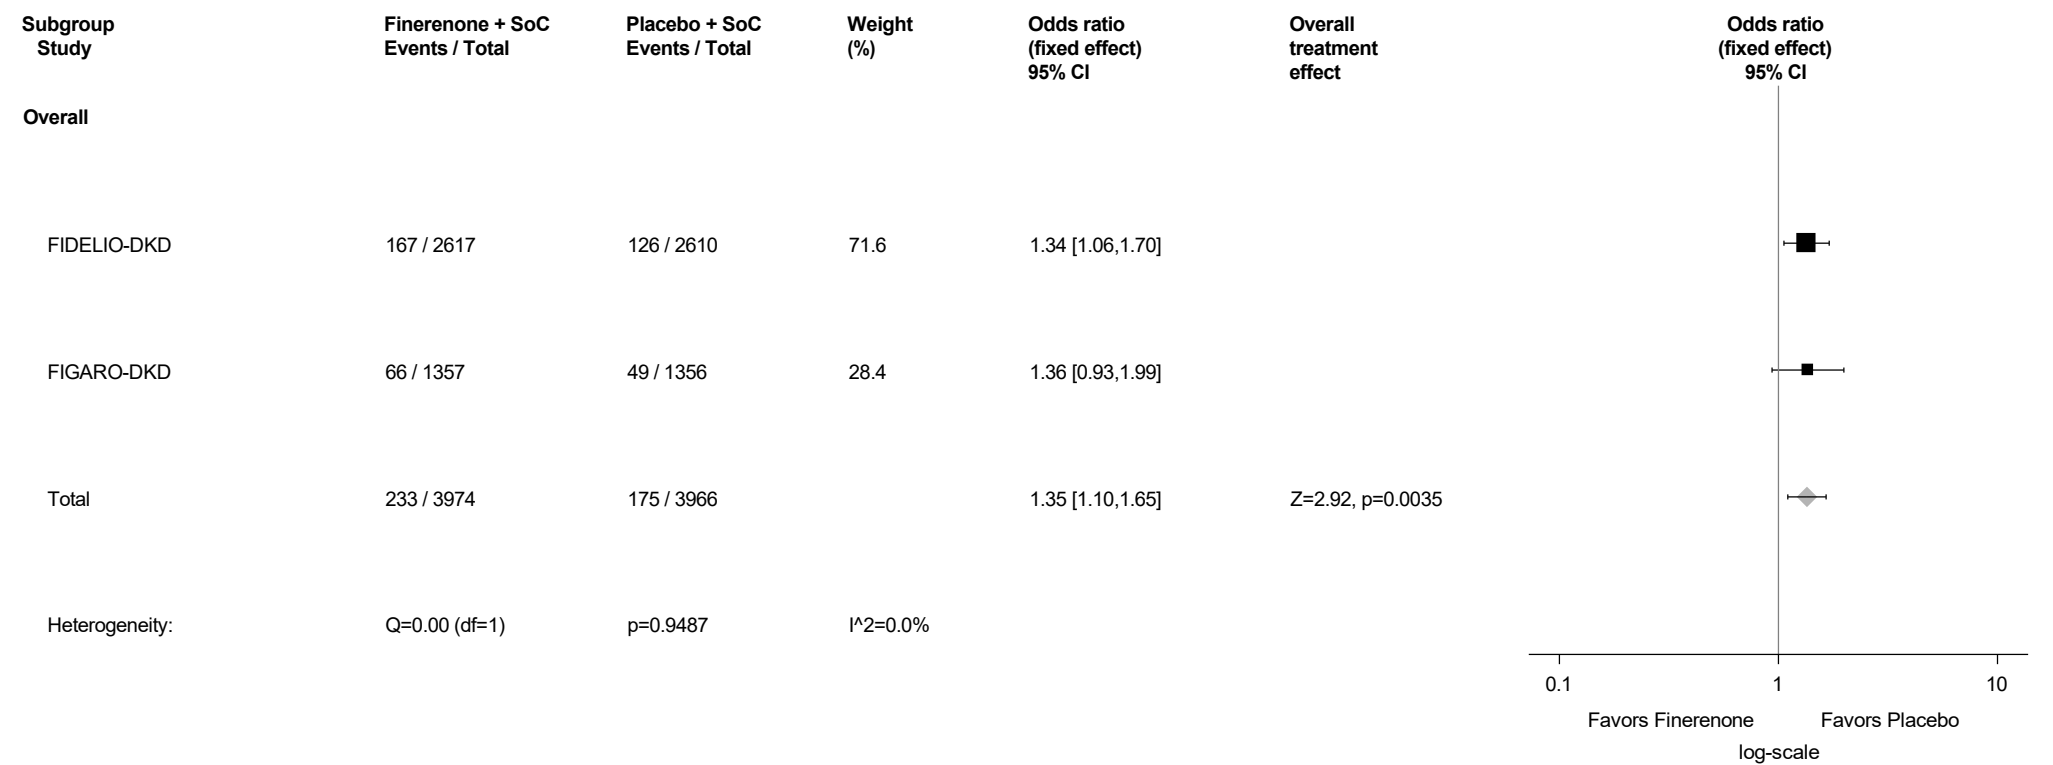 Subgroup Finerenone + SoC Placebo + SoC Weight Odds ratio Overall Odds ratio
Study Events / Total Events / Total (%) (fixed effect) treatment (fixed effect)
95% CI effect 95% CI
Overall
FIDELIO-DKD 167 / 2617 126 / 2610 71.6 1.34 [1.06,1.70]
FIGARO-DKD 66 / 1357 49 / 1356 28.4 1.36 [0.93,1.99]
Total 233 / 3974 175 / 3966 1.35 [1.10,1.65] Z=2.92, p=0.0035
Heterogeneity: Q=0.00 (df=1) p=0.9487 I^2=0.0%
0.1 1 10
Favors Finerenone Favors Placebo
log-scale